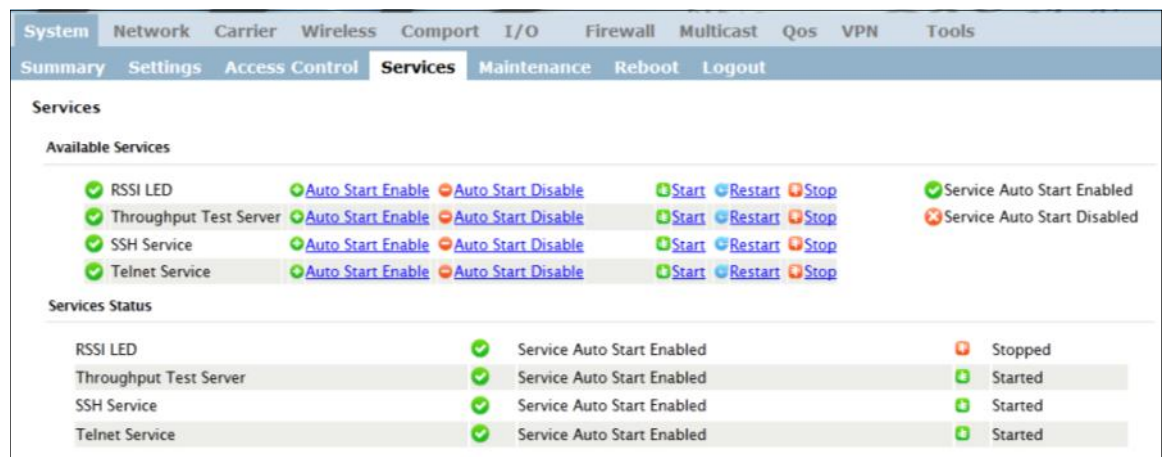 System Network Carrier Wireless Comport I/O Firewall Multicast Qos VPN Tools
Summary Settings Access Control Services Maintenance Reboot Logout
Services
Available Services
RSSI LED Auto Start Enable Auto Start Disable Start Restart Stop Service Auto Start Enabled
Throughput Test Server Auto Start Enable Auto Start Disable Start Restart Stop Service Auto Start Disabled
SSH Service Auto Start Enable Auto Start Disable Start Restart Stop
Telnet Service Auto Start Enable Auto Start Disable Start Restart Stop
Services Status
RSSI LED Service Auto Start Enabled Stopped
Throughput Test Server Service Auto Start Enabled Started
SSH Service Service Auto Start Enabled Started
Telnet Service Service Auto Start Enabled Started